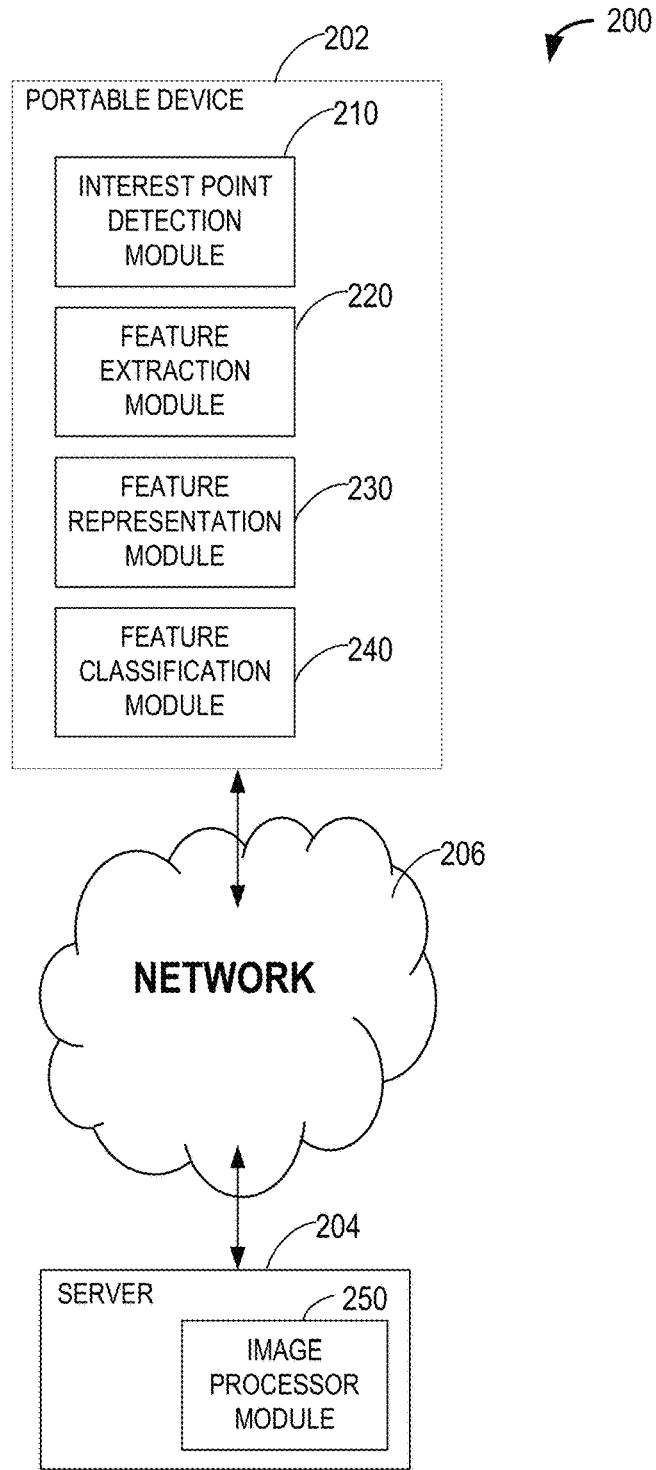 200
202
PORTABLE DEVICE
210
INTEREST POINT
DETECTION
MODULE
220
FEATURE
EXTRACTION
MODULE
230
FEATURE
REPRESENTATION
MODULE
240
FEATURE
CLASSIFICATION
MODULE
206
NETWORK
204
SERVER
250
IMAGE
PROCESSOR
MODULE